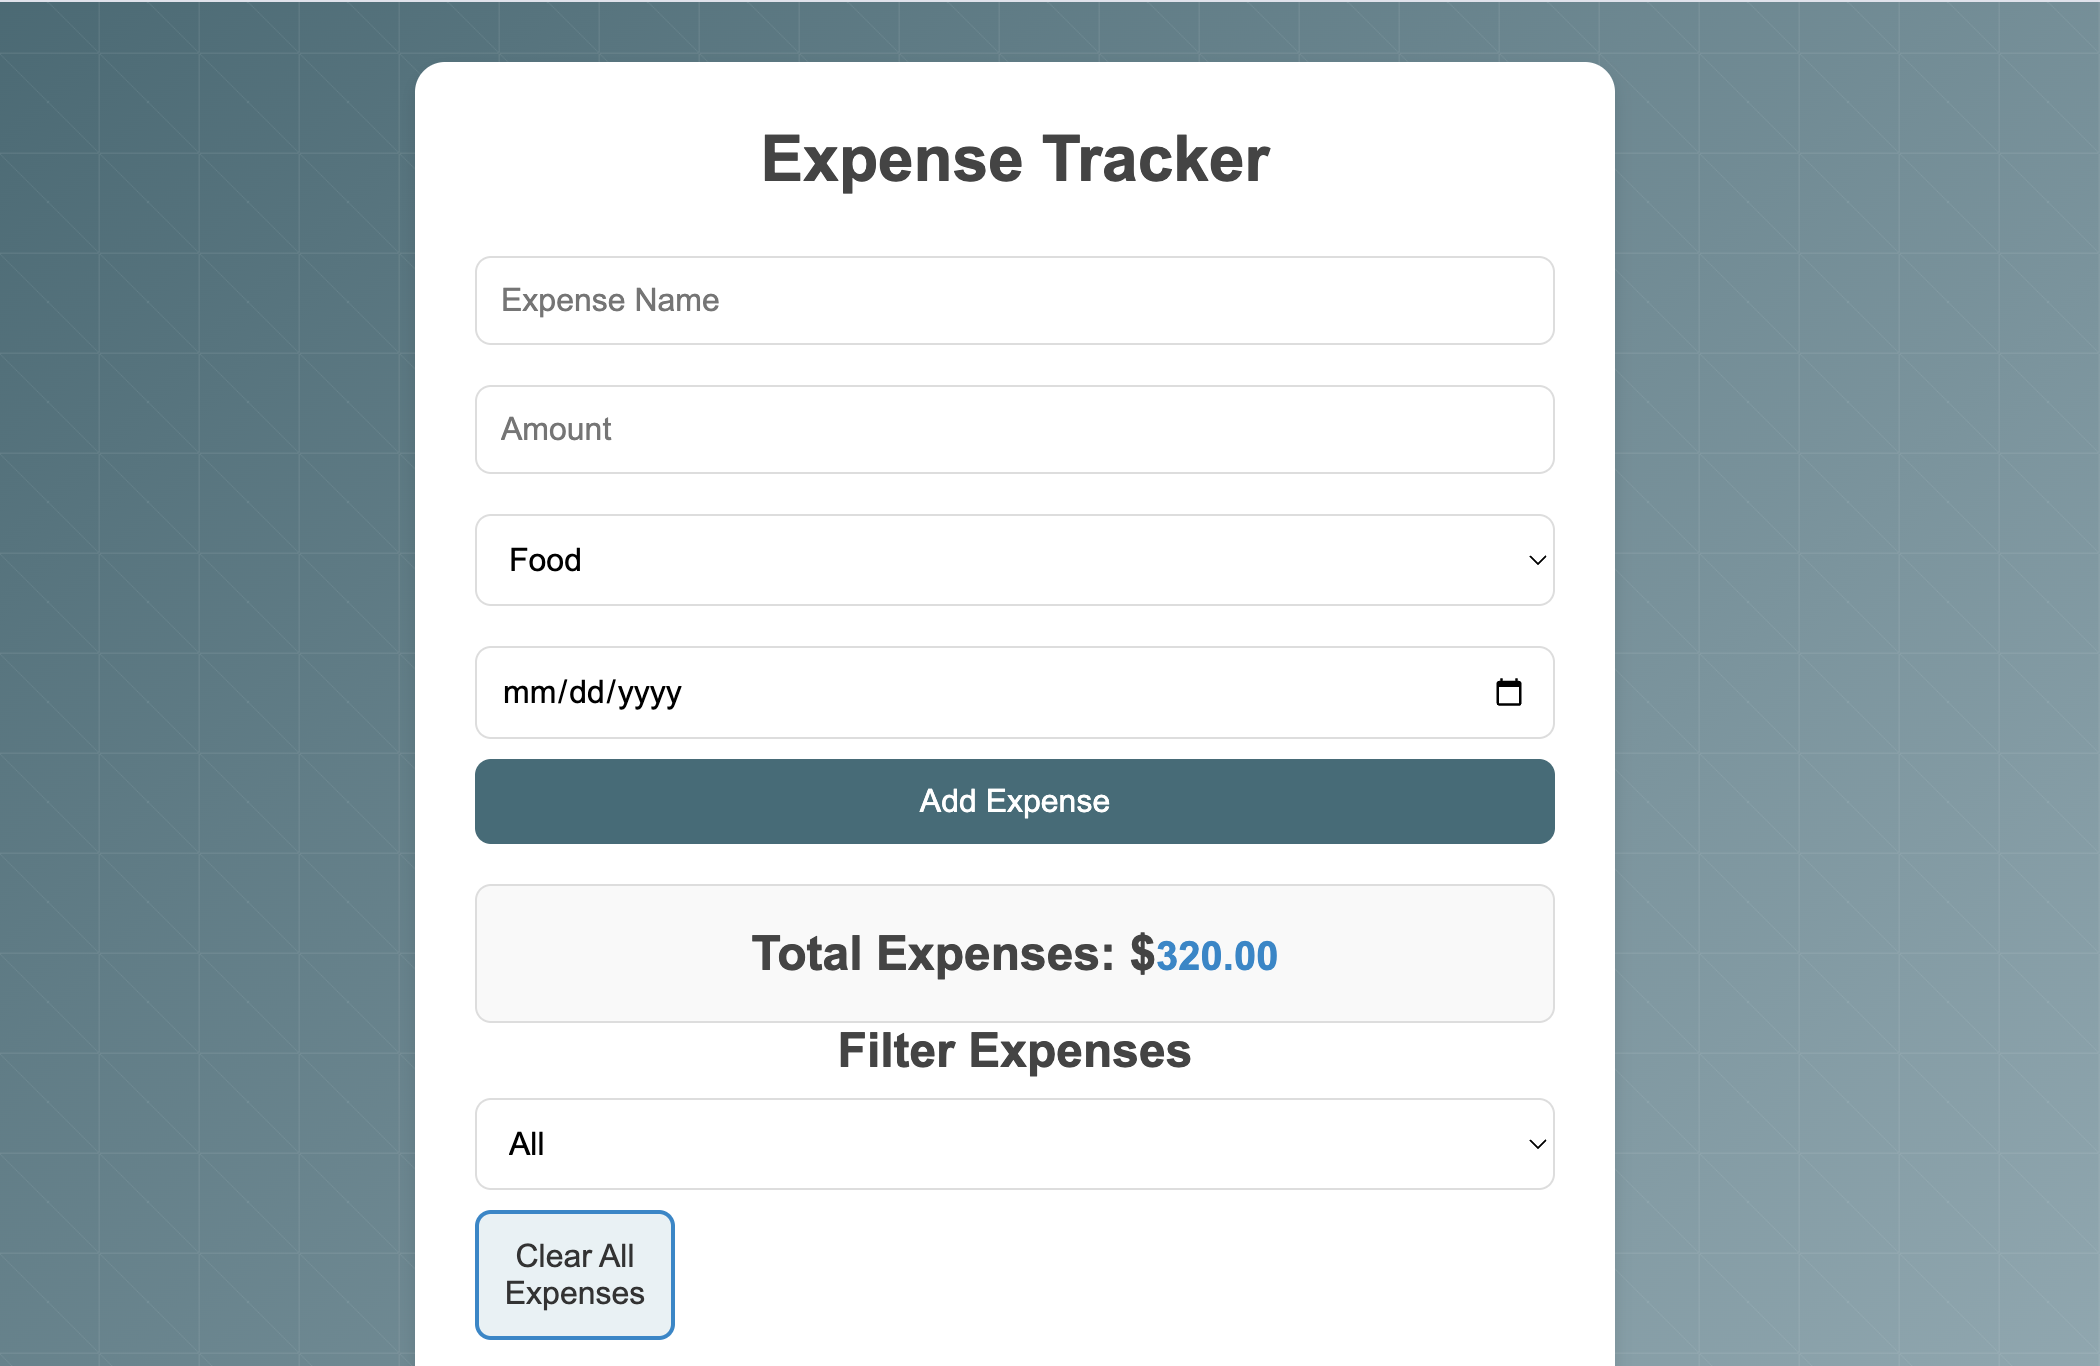 Expense Tracker
Expense Name
Amount
Food
mm/dd/yyyy
Add Expense
Total Expenses: $320.00
Filter Expenses
All
Clear All
Expenses